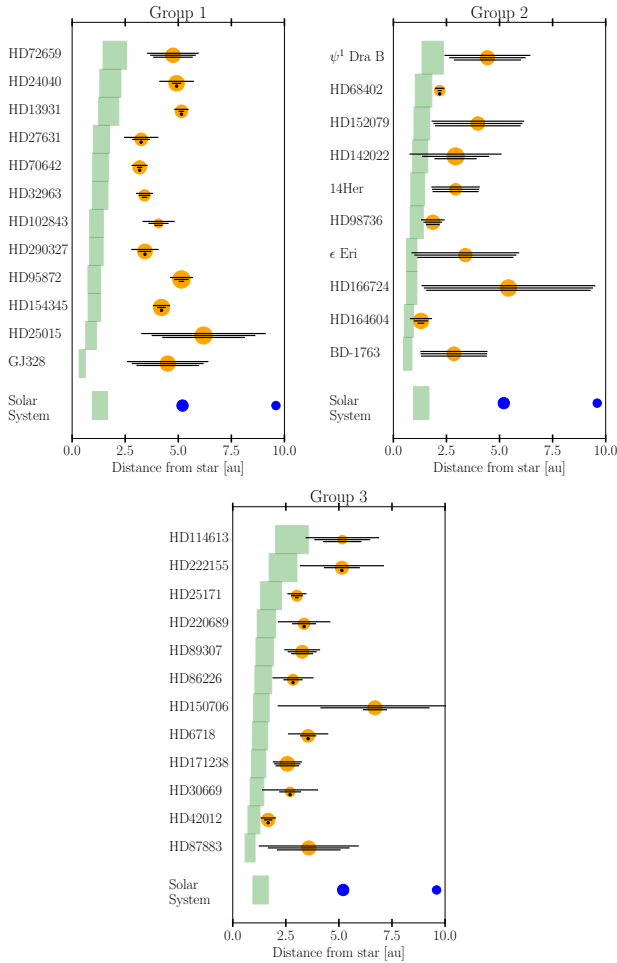 Group 1
HD72659
HD24040
HD13931
HD27631
HD70642
HD32963
HD102843
HD290327
HD95872
HD154345
HD25015
GJ328
Solar
System
0.0 2.5 5.0 7.5 10.0
Distance from star [au]
Group 2
ψ¹ Dra B
HD68402
HD152079
HD142022
14Her
HD98736
ϵ Eri
HD166724
HD164604
BD-1763
Solar
System
0.0 2.5 5.0 7.5 10.0
Distance from star [au]
Group 3
HD114613
HD222155
HD25171
HD220689
HD89307
HD86226
HD150706
HD6718
HD171238
HD30669
HD42012
HD87883
Solar
System
0.0 2.5 5.0 7.5 10.0
Distance from star [au]